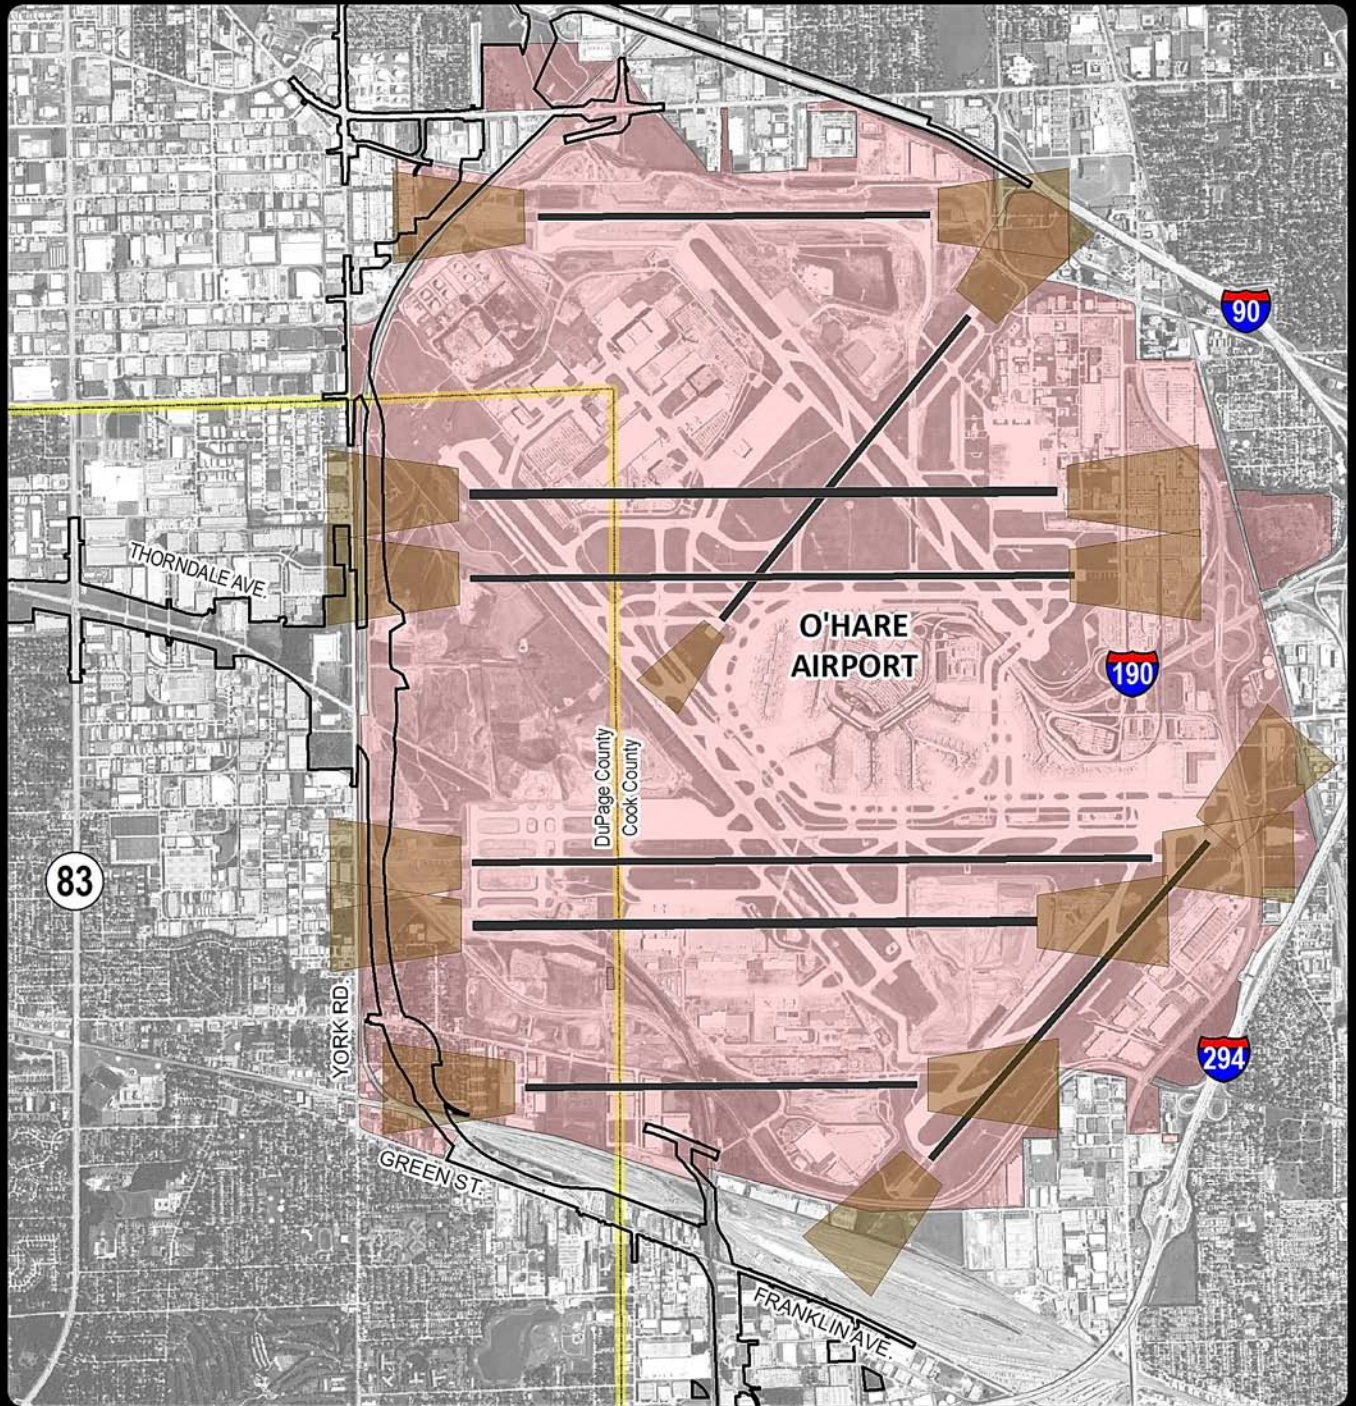 90
THORNDALE AVE.
O'HARE
AIRPORT
190
DuPage County
Cook County
83
YORK RD.
294
GREEN ST.
FRANKLIN AVE.